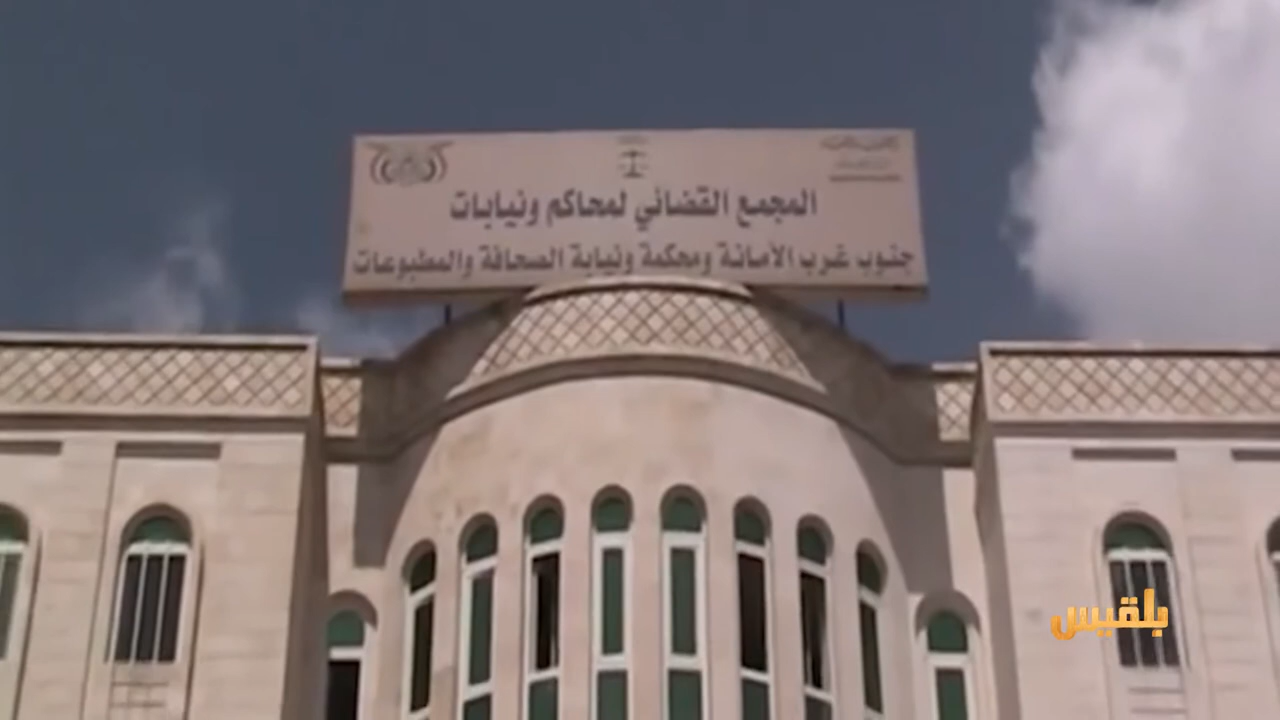 المجمع القضائي لمحاكم ونيابات
جنوب غرب الأمانة ومحكمة ونيابة الصحافة والمطبوعات
بلقيس